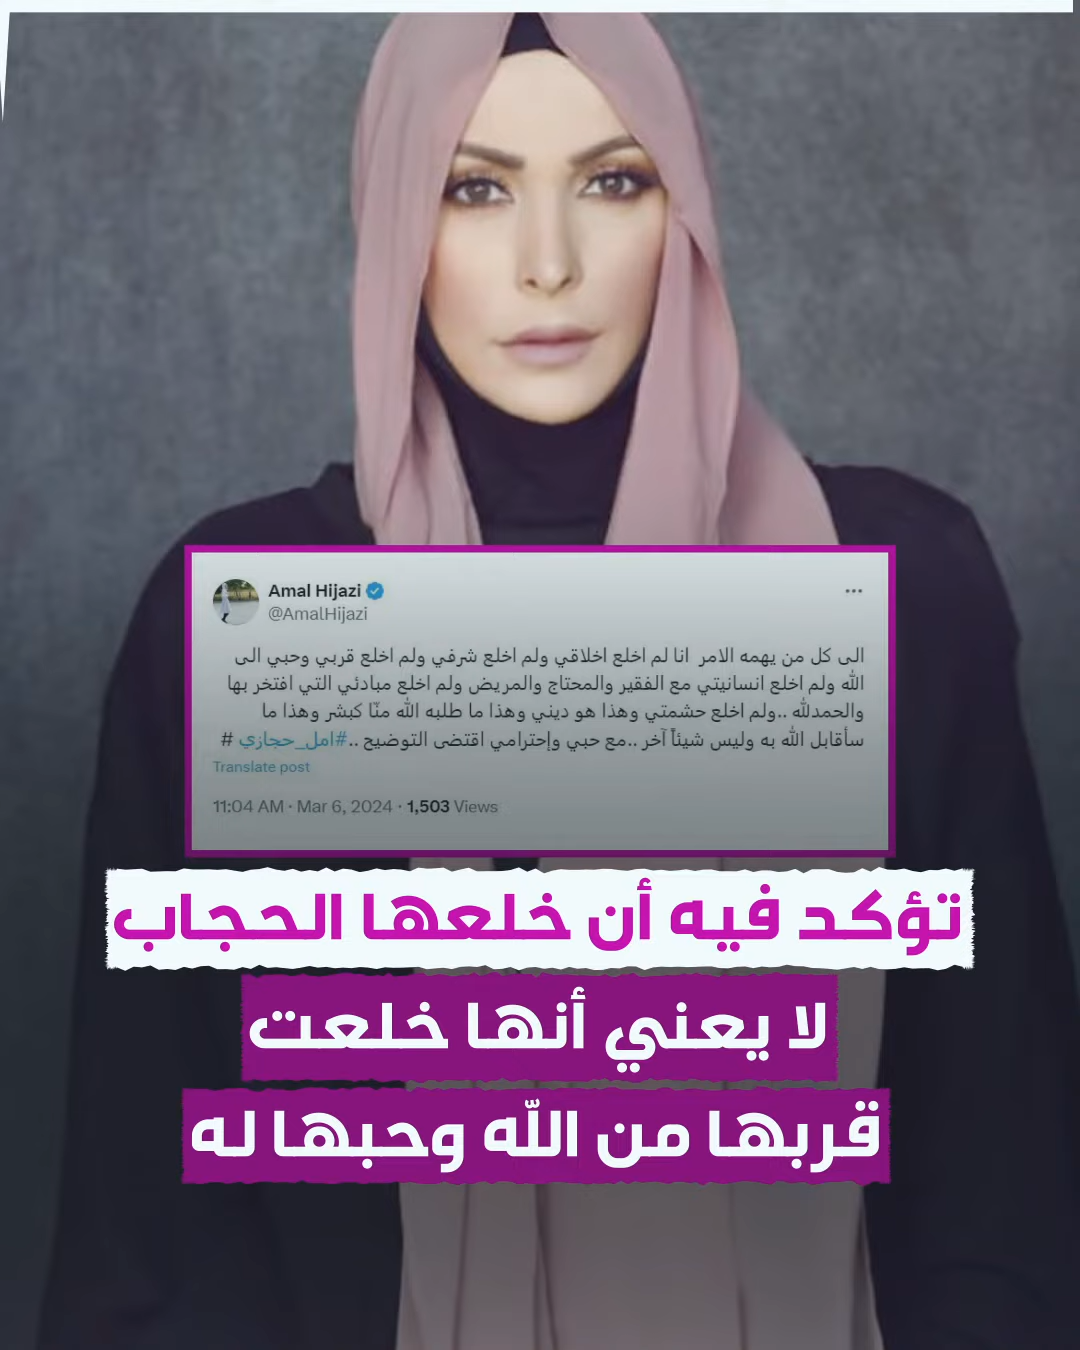 Amal Hijazi
@AmalHijazi
الى كل من يهمه الامر انا لم اخلع اخلاقي ولم اخلع شرفي ولم اخلع قربي وحبي الى
الله ولم اخلع انسانيتي مع الفقير والمحتاج والمريض ولم اخلع مبادئي التي افتخر بها
والحمدلله ..ولم اخلع حشمتي وهذا هو ديني وهذا ما طلبه الله منّا كبشر وهذا ما
سأقابل الله به وليس شيئاً آخر ..مع حبي وإحترامي اقتضى التوضيح ..#امل_حجازي #
Translate post
11:04 AM · Mar 6, 2024 · 1,503 Views
تؤكد فيه أن خلعها الحجاب
لا يعني أنها خلعت
قربها من الله وحبها له